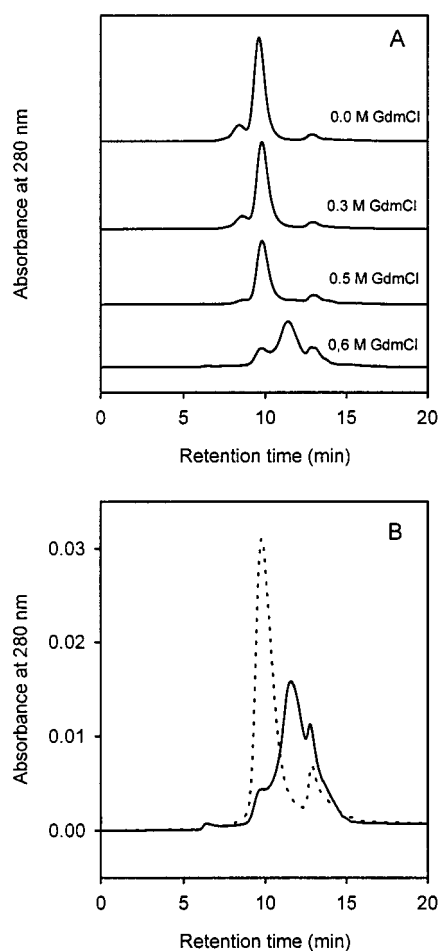 A
Absorbance at 280 nm
0.0 M GdmCl
0.3 M GdmCl
0.5 M GdmCl
0,6 M GdmCl
0 5 10 15 20
Retention time (min)
B
Absorbance at 280 nm
0.03
0.02
0.01
0.00
0 5 10 15 20
Retention time (min)